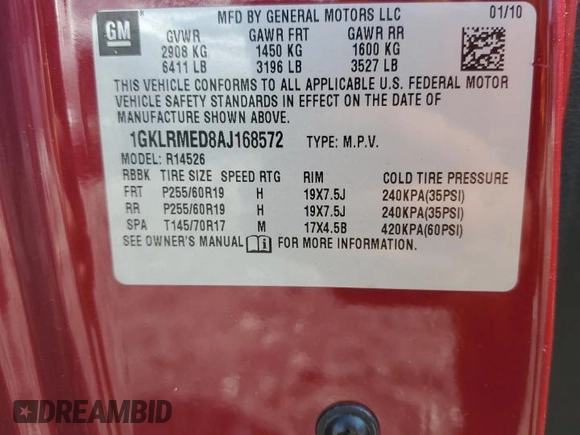 GM
MFD BY GENERAL MOTORS LLC 01/10
GVWR GAWR FRT GAWR RR
2908 KG 1450 KG 1600 KG
6411 LB 3196 LB 3527 LB
THIS VEHICLE CONFORMS TO ALL APPLICABLE U.S. FEDERAL MOTOR
VEHICLE SAFETY STANDARDS IN EFFECT ON THE DATE OF
MANUFACTURE SHOWN ABOVE.
1GKLRMED8AJ168572 TYPE: M.P.V.
MODEL: R14526
RBBK TIRE SIZE SPEED RTG RIM COLD TIRE PRESSURE
FRT P255/60R19 H 19X7.5J 240KPA(35PSI)
RR P255/60R19 H 19X7.5J 240KPA(35PSI)
SPA T145/70R17 M 17X4.5B 420KPA(60PSI)
SEE OWNER'S MANUAL FOR MORE INFORMATION.
DREAMBID